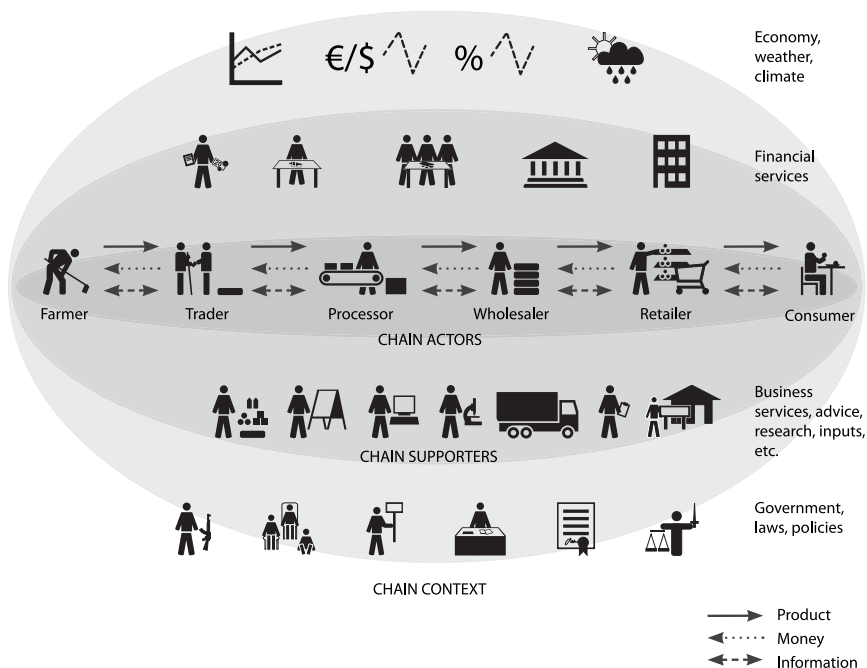 Economy,
weather,
climate
€/$
%
Financial
services
Farmer
Trader
Processor
Wholesaler
Retailer
Consumer
CHAIN ACTORS
Business
services, advice,
research, inputs,
etc.
CHAIN SUPPORTERS
Government,
laws, policies
CHAIN CONTEXT
Product
Money
Information